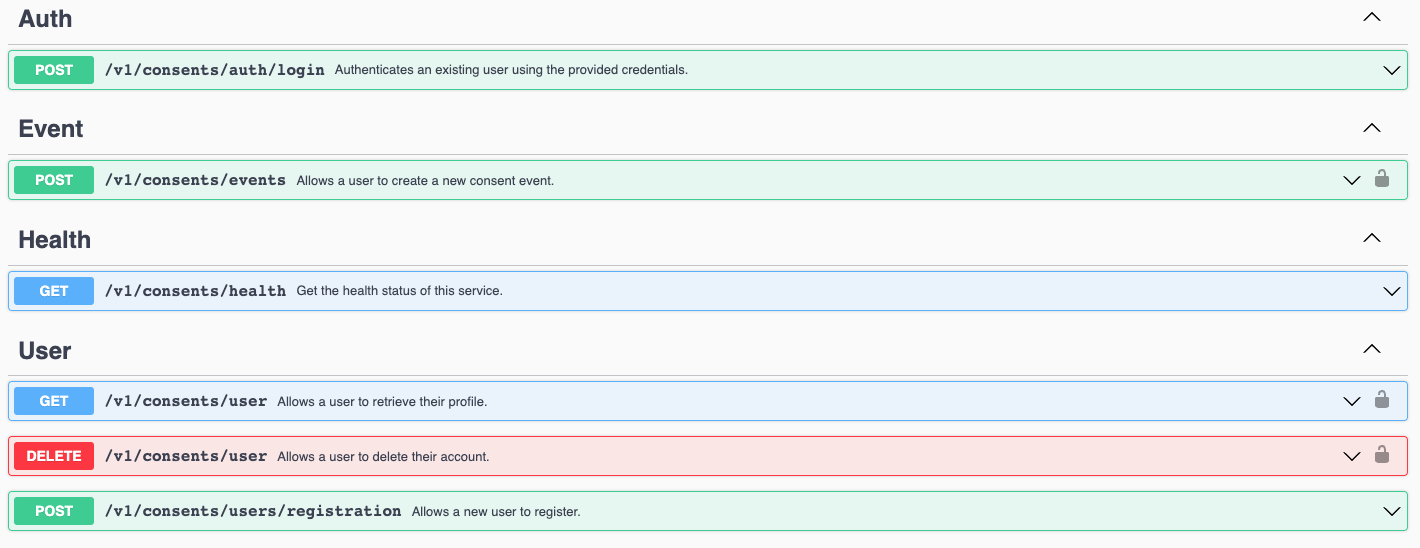 Auth
POST /v1/consents/auth/login Authenticates an existing user using the provided credentials.
Event
POST /v1/consents/events Allows a user to create a new consent event.
Health
GET /v1/consents/health Get the health status of this service.
User
GET /v1/consents/user Allows a user to retrieve their profile.
DELETE /v1/consents/user Allows a user to delete their account.
POST /v1/consents/users/registration Allows a new user to register.